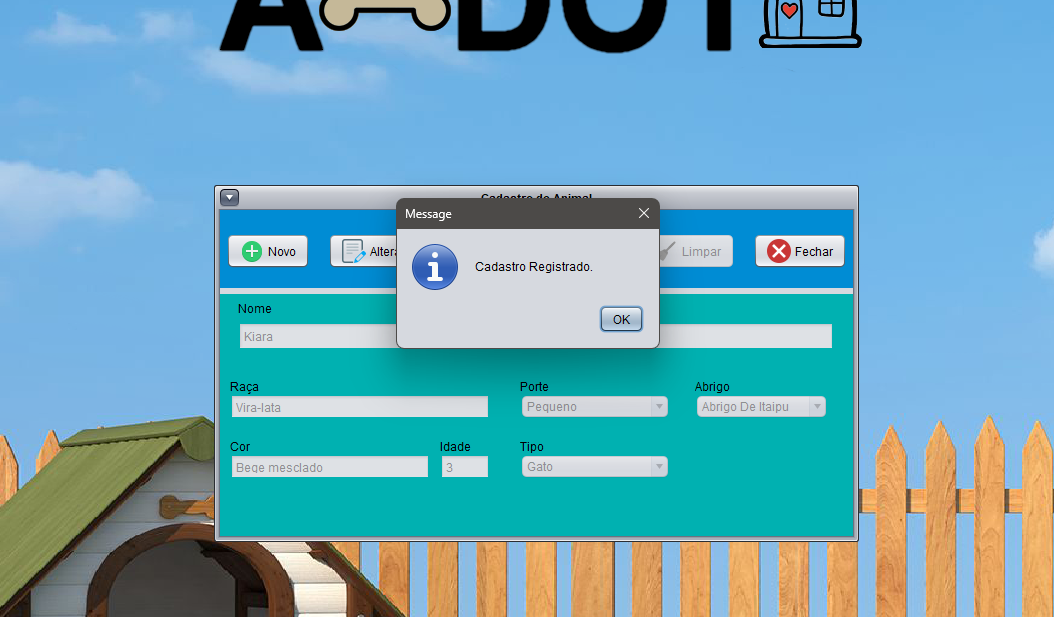 A DOT
Cadastro de Animal
Message
Novo
Altera
Cadastro Registrado.
Limpar
Fechar
OK
Nome
Kiara
Raça
Porte
Abrigo
Vira-lata
Pequeno
Abrigo De Itaipu
Cor
Idade
Tipo
Bege mesclado
3
Gato